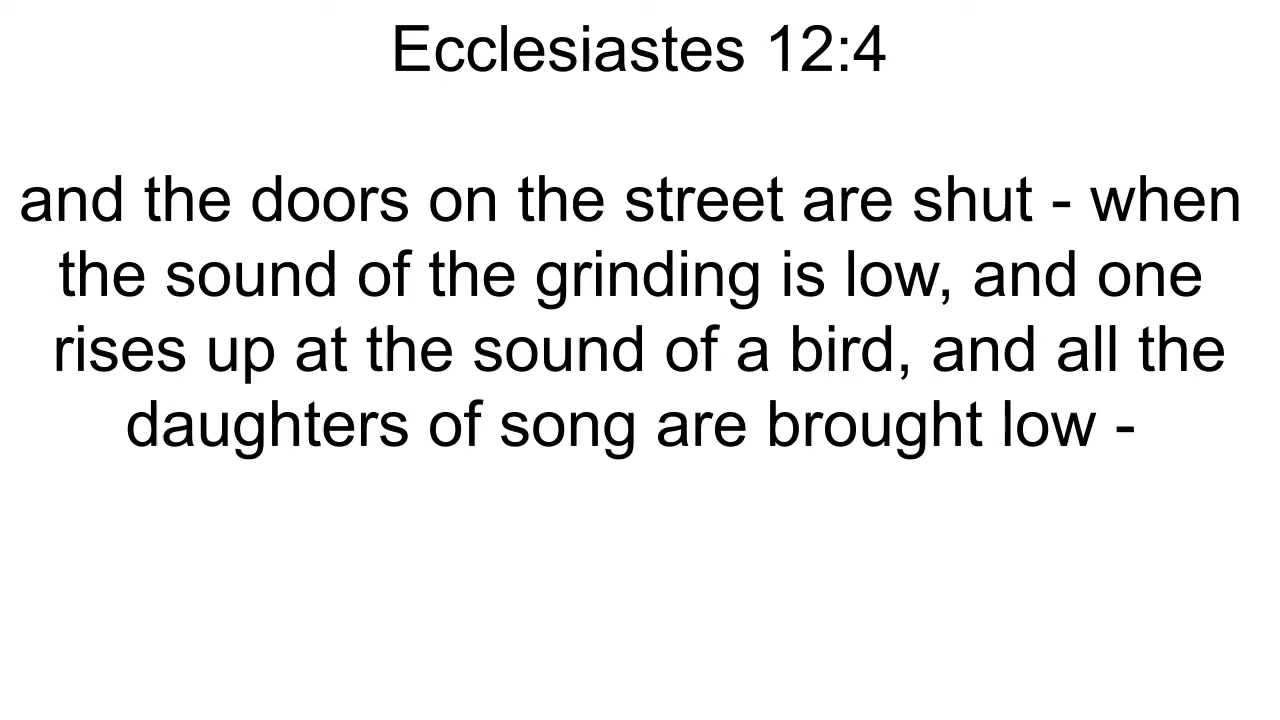 Ecclesiastes 12:4
and the doors on the street are shut - when
the sound of the grinding is low, and one
rises up at the sound of a bird, and all the
daughters of song are brought low -